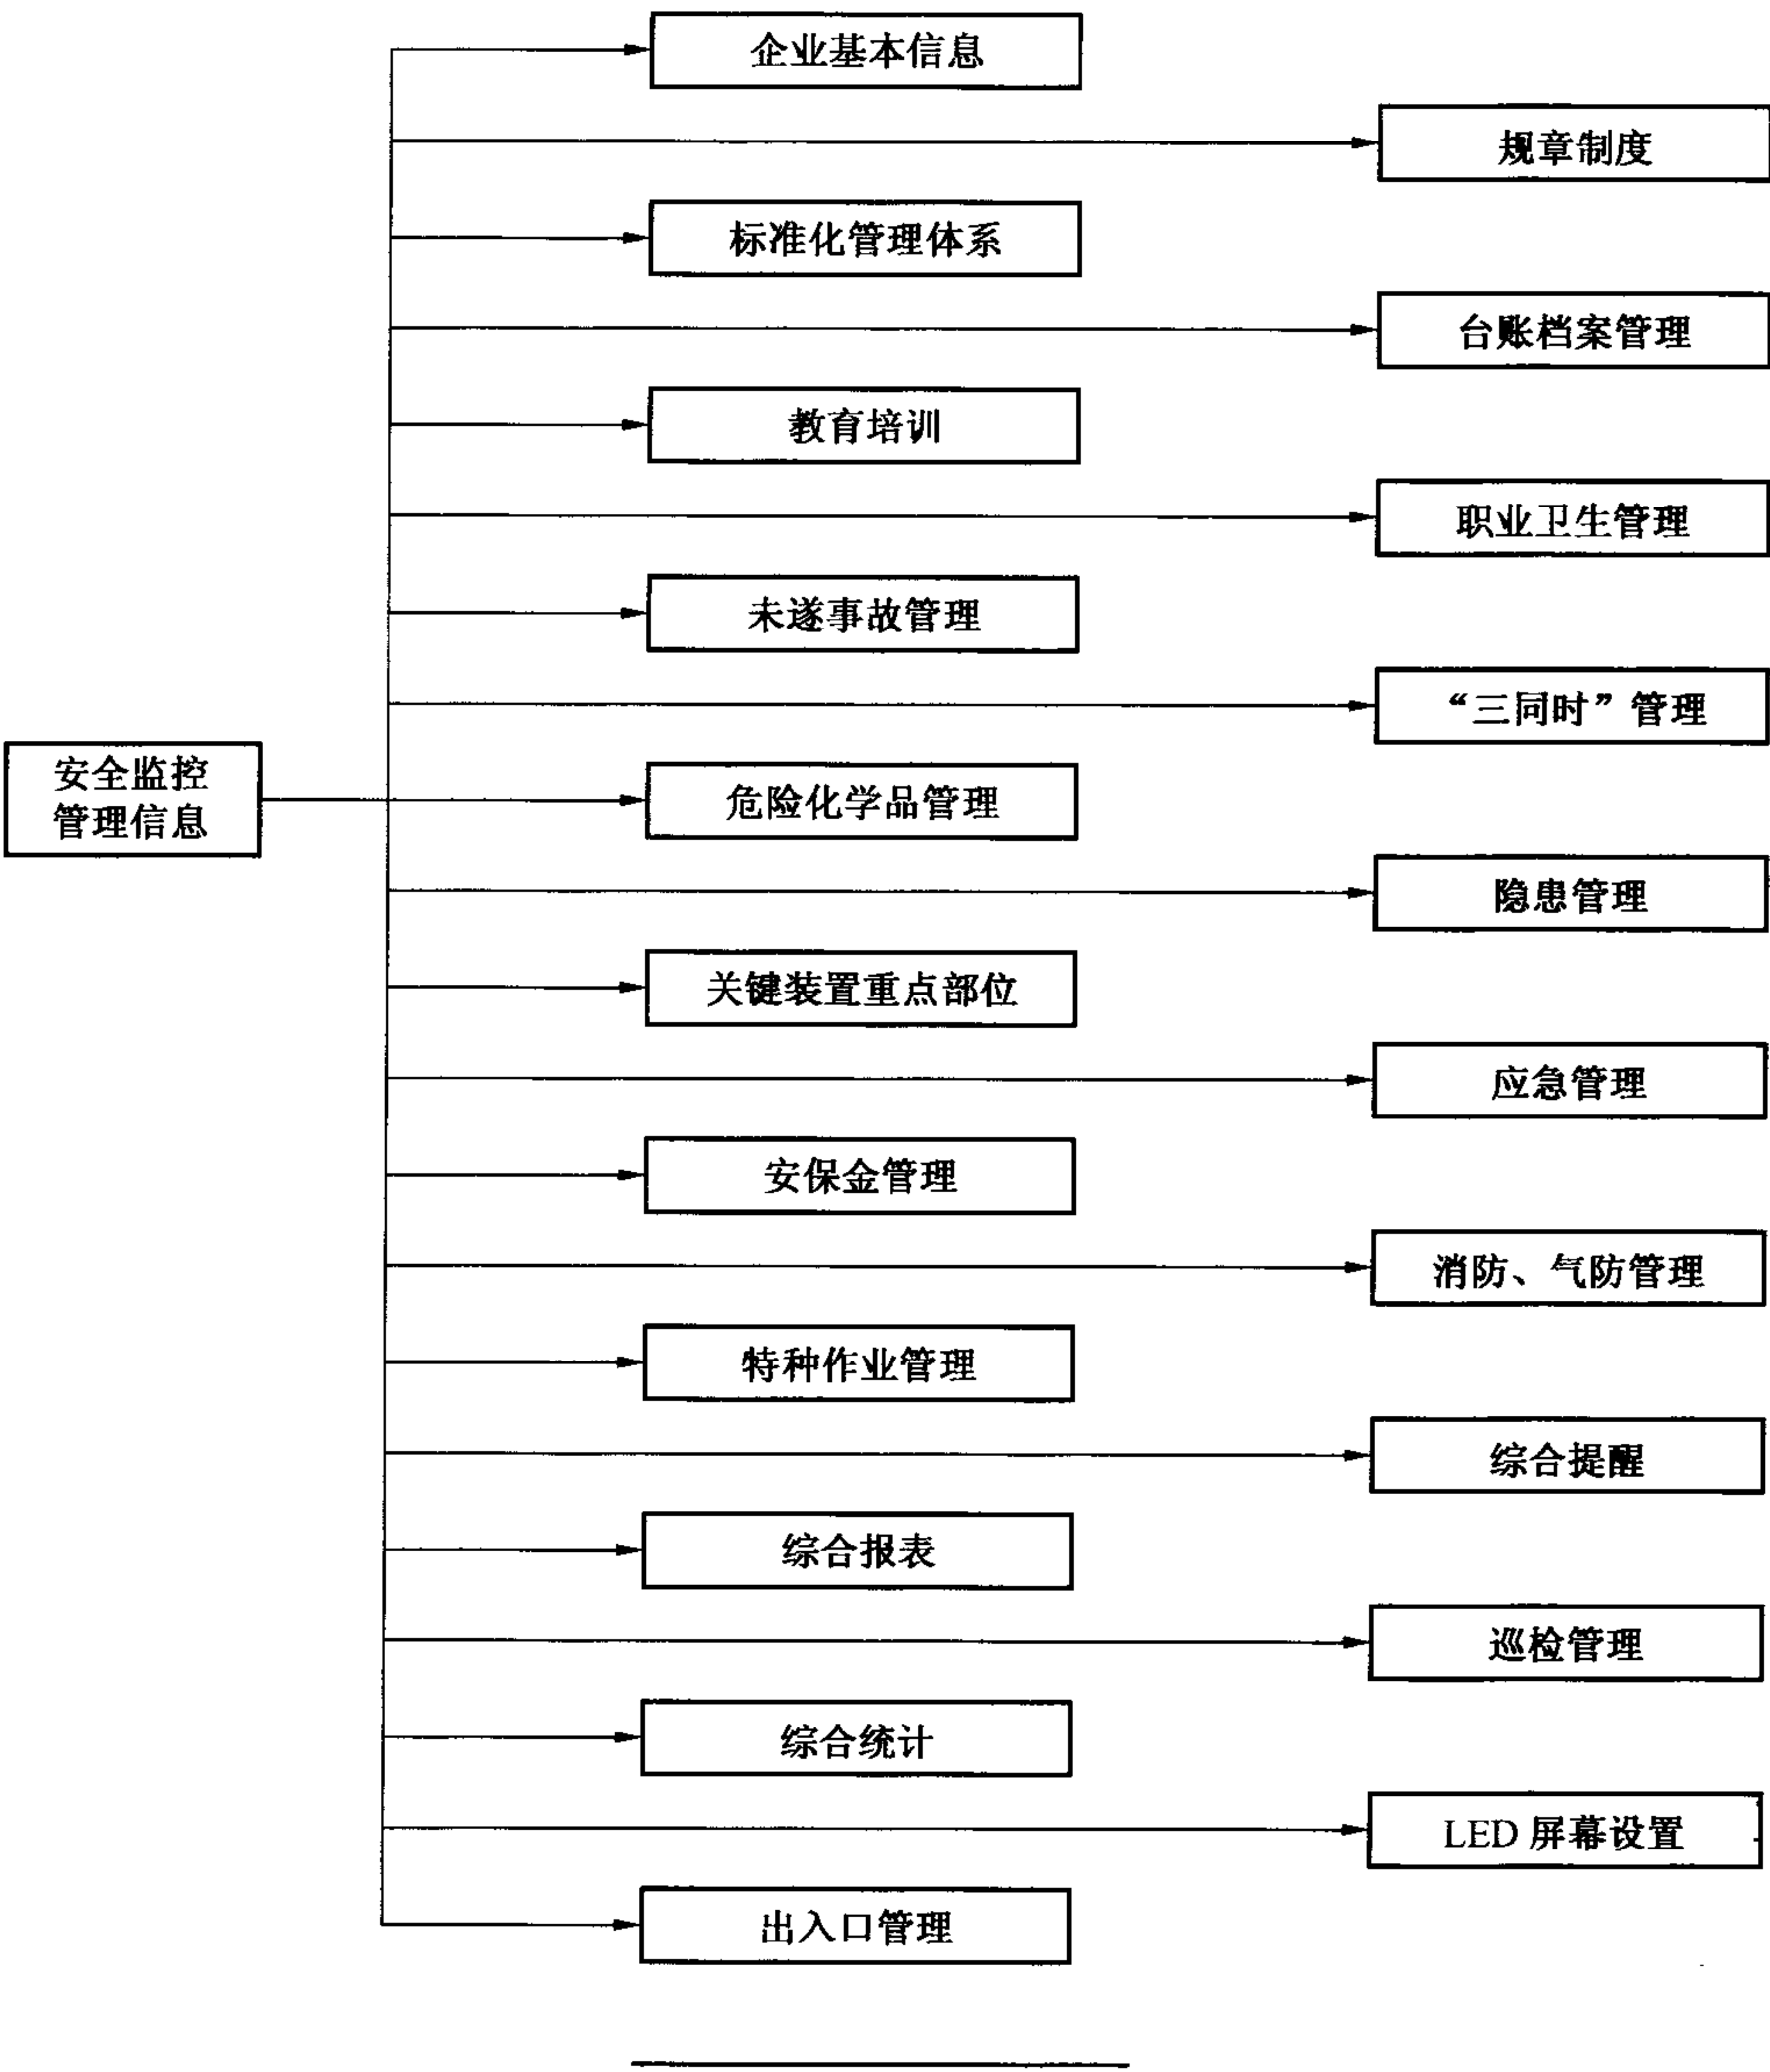 企业基本信息
规章制度
标准化管理体系
台账档案管理
教育培训
职业卫生管理
未遂事故管理
“三同时”管理
安全监控
管理信息
危险化学品管理
隐患管理
关键装置重点部位
应急管理
安保金管理
消防、气防管理
特种作业管理
综合提醒
综合报表
巡检管理
综合统计
LED 屏幕设置
出入口管理